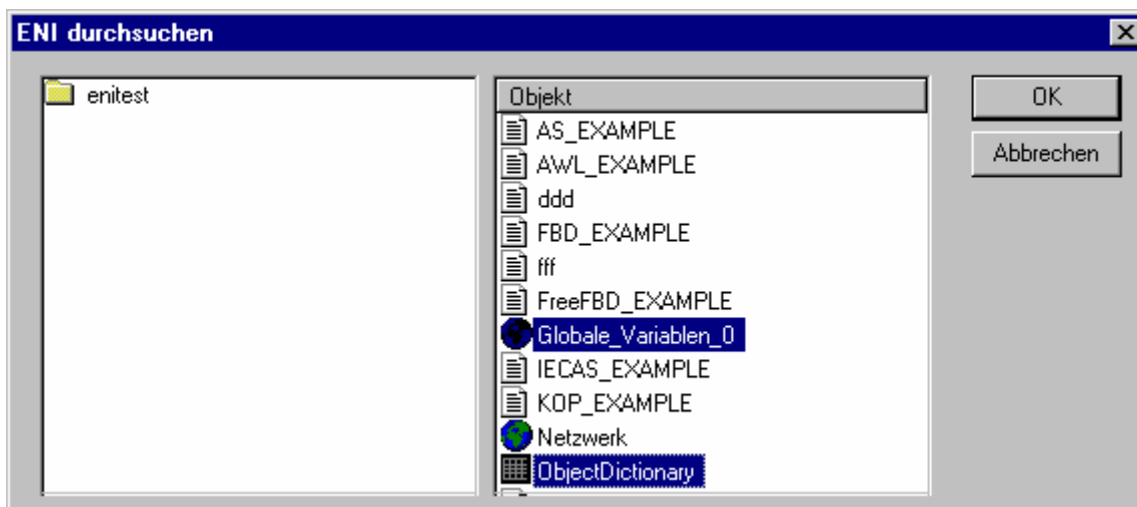 ENI durchsuchen
enitest
Objekt
AS_EXAMPLE
AWL_EXAMPLE
ddd
FBD_EXAMPLE
fff
FreeFBD_EXAMPLE
Globale_Variablen_0
IECAS_EXAMPLE
KOP_EXAMPLE
Netzwerk
ObjectDictionary
OK
Abbrechen